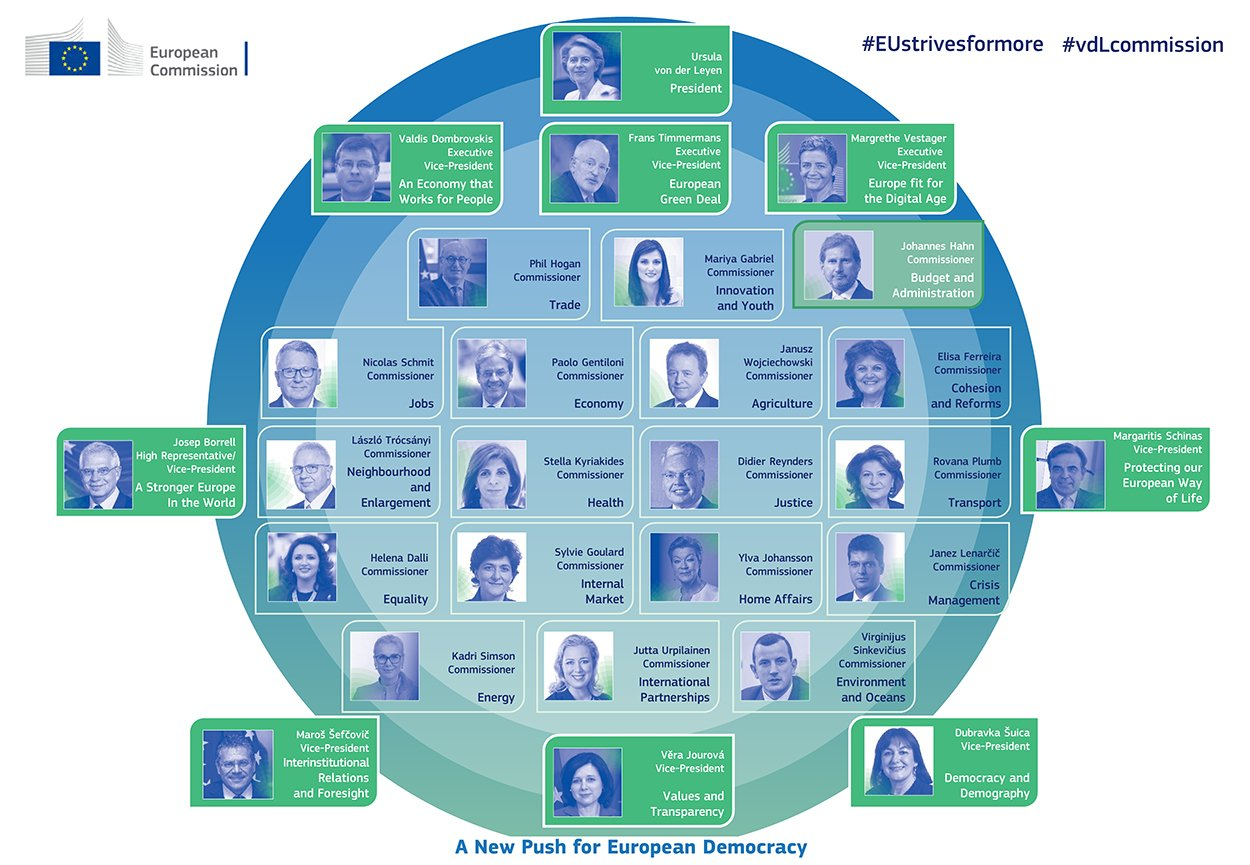 European
Commission
#EUstrivesformore #vdLcommission
Ursula
von der Leyen
President
Valdis Dombrovskis
Executive
Vice-President
An Economy that
Works for People
Frans Timmermans
Executive
Vice-President
European
Green Deal
Margrethe Vestager
Executive
Vice-President
Europe fit for
the Digital Age
Phil Hogan
Commissioner
Trade
Mariya Gabriel
Commissioner
Innovation
and Youth
Johannes Hahn
Commissioner
Budget and
Administration
Nicolas Schmit
Commissioner
Jobs
Paolo Gentiloni
Commissioner
Economy
Janusz
Wojciechowski
Commissioner
Agriculture
Elisa Ferreira
Commissioner
Cohesion
and Reforms
Josep Borrell
High Representative/
Vice-President
A Stronger Europe
In the World
László Trócsányi
Commissioner
Neighbourhood
and
Enlargement
Stella Kyriakides
Commissioner
Health
Didier Reynders
Commissioner
Justice
Rovana Plumb
Commissioner
Transport
Margaritis Schinas
Vice-President
Protecting our
European Way
of Life
Helena Dalli
Commissioner
Equality
Sylvie Goulard
Commissioner
Internal
Market
Ylva Johansson
Commissioner
Home Affairs
Janez Lenarčič
Commissioner
Crisis
Management
Kadri Simson
Commissioner
Energy
Jutta Urpilainen
Commissioner
International
Partnerships
Virginijus
Sinkevičius
Commissioner
Environment
and Oceans
Maroš Šefčovič
Vice-President
Interinstitutional
Relations
and Foresight
Věra Jourová
Vice-President
Values and
Transparency
Dubravka Šuica
Vice-President
Democracy and
Demography
A New Push for European Democracy